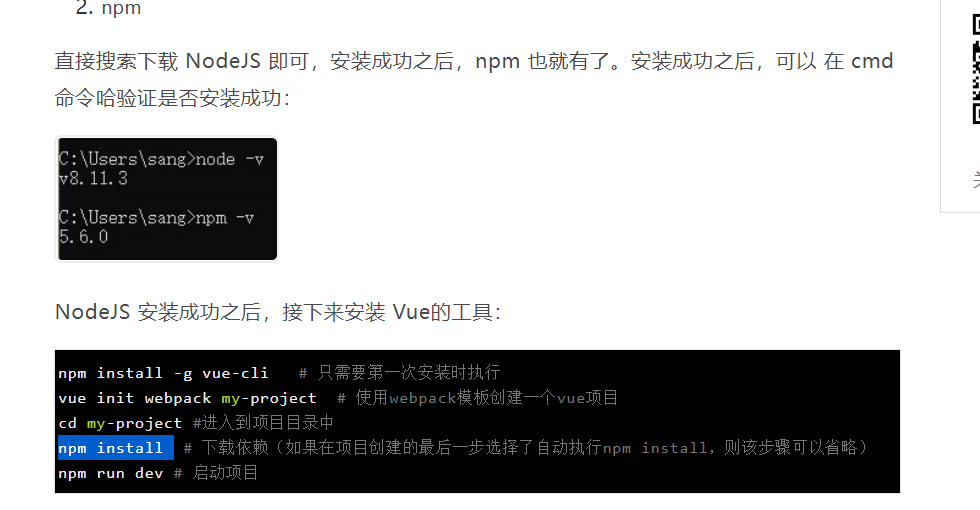 2. npm
直接搜索下载 NodeJS 即可，安装成功之后，npm 也就有了。安装成功之后，可以 在 cmd
命令哈验证是否安装成功：
C:\Users\sang>node -v
v8.11.3
C:\Users\sang>npm -v
5.6.0
NodeJS 安装成功之后，接下来安装 Vue的工具：
npm install -g vue-cli   # 只需要第一次安装时执行
vue init webpack my-project  # 使用webpack模板创建一个vue项目
cd my-project #进入到项目目录中
npm install  # 下载依赖（如果在项目创建的最后一步选择了自动执行npm install，则该步骤可以省略）
npm run dev # 启动项目